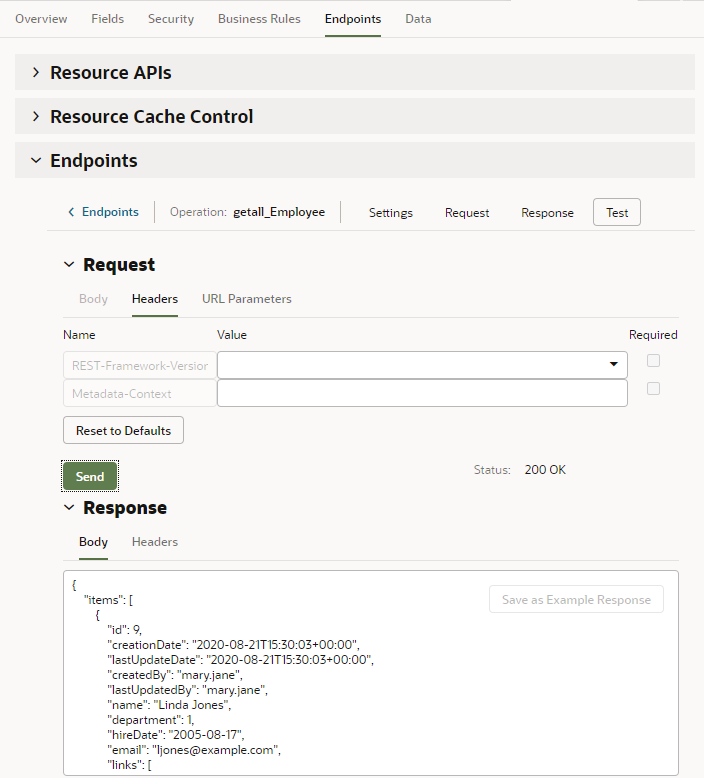 Overview Fields Security Business Rules Endpoints Data
Resource APIs
Resource Cache Control
Endpoints
Endpoints Operation: getall_Employee Settings Request Response Test
Request
Body Headers URL Parameters
Name Value Required
REST-Framework-Version
Metadata-Context
Reset to Defaults
Send Status: 200 OK
Response
Body Headers
{
"items": [ Save as Example Response
{
"id": 9,
"creationDate": "2020-08-21T15:30:03+00:00",
"lastUpdateDate": "2020-08-21T15:30:03+00:00",
"createdBy": "mary.jane",
"lastUpdatedBy": "mary.jane",
"name": "Linda Jones",
"department": 1,
"hireDate": "2005-08-17",
"email": "ljones@example.com",
"links": [